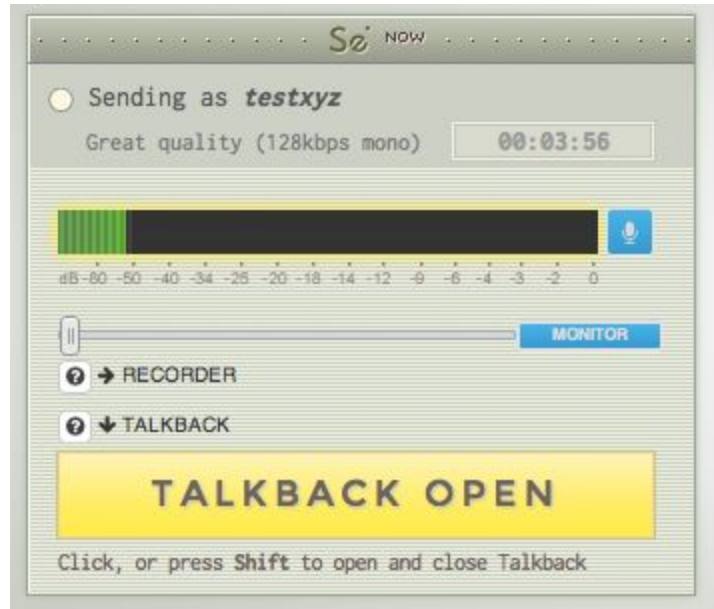 Se NOW
Sending as testxyz
Great quality (128kbps mono) 00:03:56
dB -80 -50 -40 -34 -26 -20 -18 -14 -12 -9 -6 -4 -3 -2 0
MONITOR
? → RECORDER
? ↓ TALKBACK
TALKBACK OPEN
Click, or press Shift to open and close Talkback